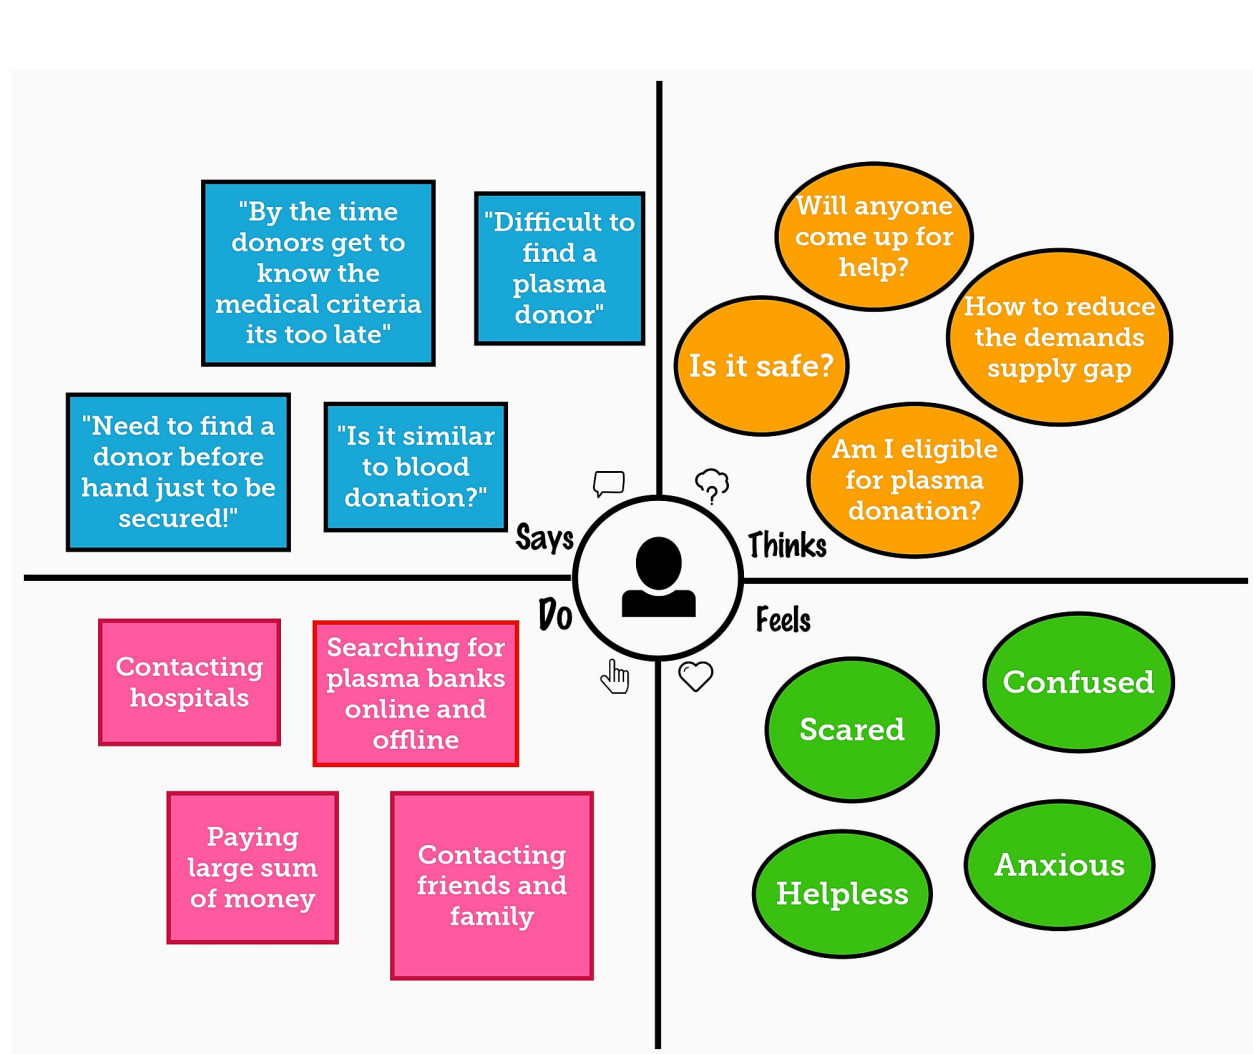 "By the time
donors get to
know the
medical criteria
its too late"
"Difficult to
find a
plasma
donor"
"Need to find a
donor before
hand just to be
secured!"
"Is it similar
to blood
donation?"
Says
Will anyone
come up for
help?
How to reduce
the demands
supply gap
Is it safe?
Am I eligible
for plasma
donation?
Thinks
Do
Contacting
hospitals
Searching for
plasma banks
online and
offline
Paying
large sum
of money
Contacting
friends and
family
Feels
Scared
Confused
Helpless
Anxious